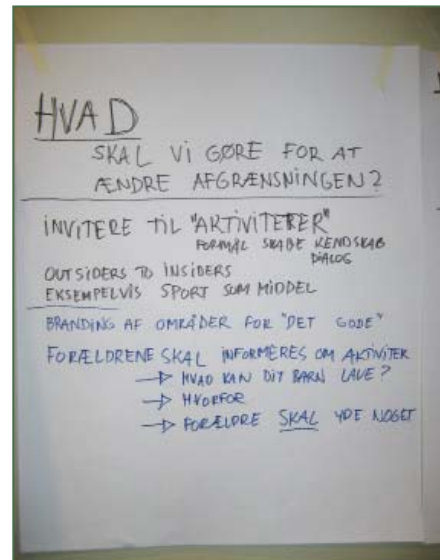 HVAD
SKAL VI GØRE FOR AT
ÆNDRE AFGRÆNSNINGEN?
INVITERE TIL "AKTIVITETER"
FORMÅL SKABE KENDSKAB
DIALOG
OUTSIDERS TO INSIDERS
EKSEMPELVIS SPORT SOM MIDDEL
BRANDING AF OMRÅDER FOR "DET GODE"
FORÆLDRENE SKAL INFORMERES OM AKTIVITER
→ HVAD KAN DIT BARN LAVE?
→ HVORFOR
→ FORÆLDRE SKAL YDE NOGET